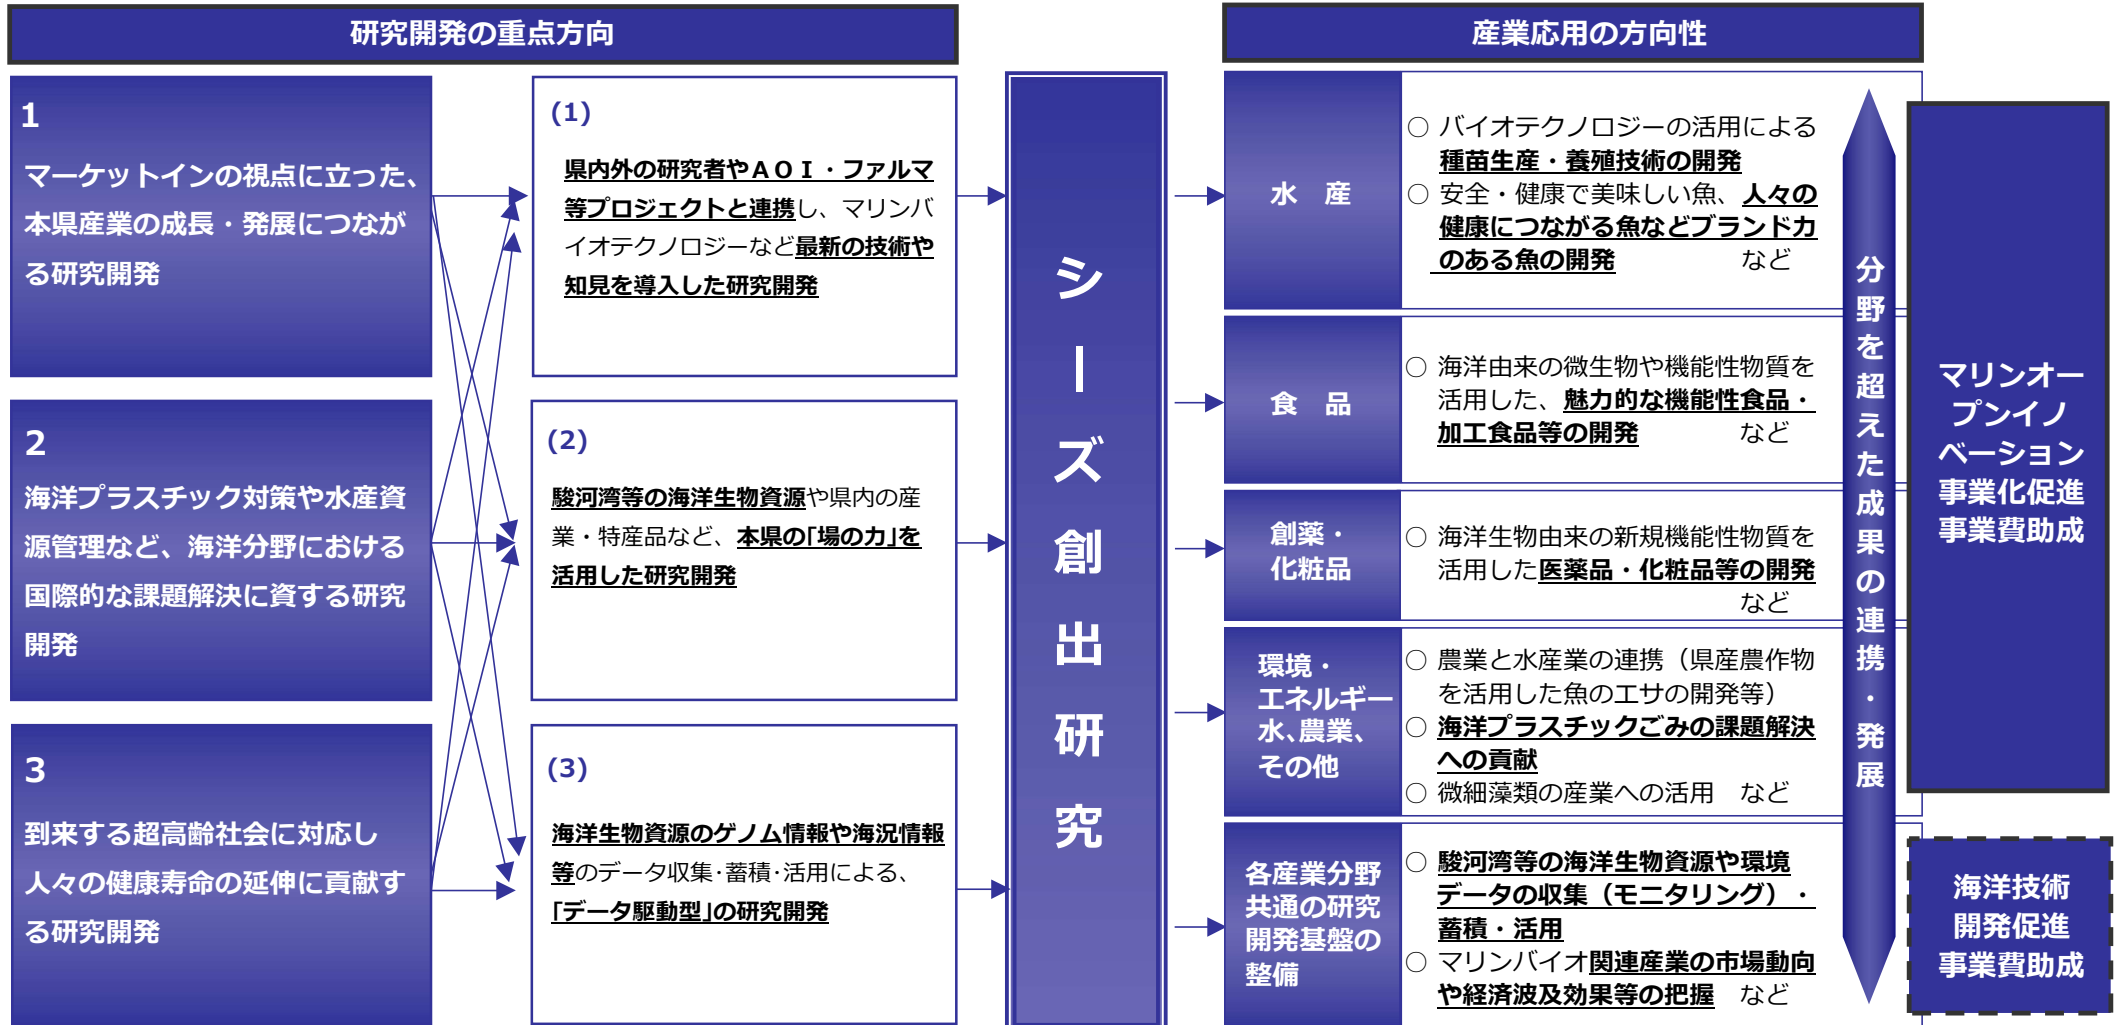 研究開発の重点方向
1
マーケットインの視点に立った、
本県産業の成長・発展につなが
る研究開発
2
海洋プラスチック対策や水産資
源管理など、海洋分野における
国際的な課題解決に資する研究
開発
3
到来する超高齢社会に対応し
人々の健康寿命の延伸に貢献す
る研究開発
(1)
県内外の研究者やＡＯＩ・ファルマ
等プロジェクトと連携し、マリンバ
イオテクノロジーなど最新の技術や
知見を導入した研究開発
(2)
駿河湾等の海洋生物資源や県内の産
業・特産品など、本県の「場の力」を
活用した研究開発
(3)
海洋生物資源のゲノム情報や海況情報
等のデータ収集・蓄積・活用による、
「データ駆動型」の研究開発
シーズ創出研究
産業応用の方向性
水　産
○ バイオテクノロジーの活用による
種苗生産・養殖技術の開発
○ 安全・健康で美味しい魚、人々の
健康につながる魚などブランド力
のある魚の開発　など
食　品
○ 海洋由来の微生物や機能性物質を
活用した、魅力的な機能性食品・
加工食品等の開発　など
創薬・
化粧品
○ 海洋生物由来の新規機能性物質を
活用した医薬品・化粧品等の開発
など
環境・
エネルギー
水、農業、
その他
○ 農業と水産業の連携（県産農作物
を活用した魚のエサの開発等）
○ 海洋プラスチックごみの課題解決
への貢献
○ 微細藻類の産業への活用　など
各産業分野
共通の研究
開発基盤の
整備
○ 駿河湾等の海洋生物資源や環境
データの収集（モニタリング）・
蓄積・活用
○ マリンバイオ関連産業の市場動向
や経済波及効果等の把握　など
分野を超えた成果の連携・発展
マリンオー
プンイノ
ベーション
事業化促進
事業費助成
海洋技術
開発促進
事業費助成